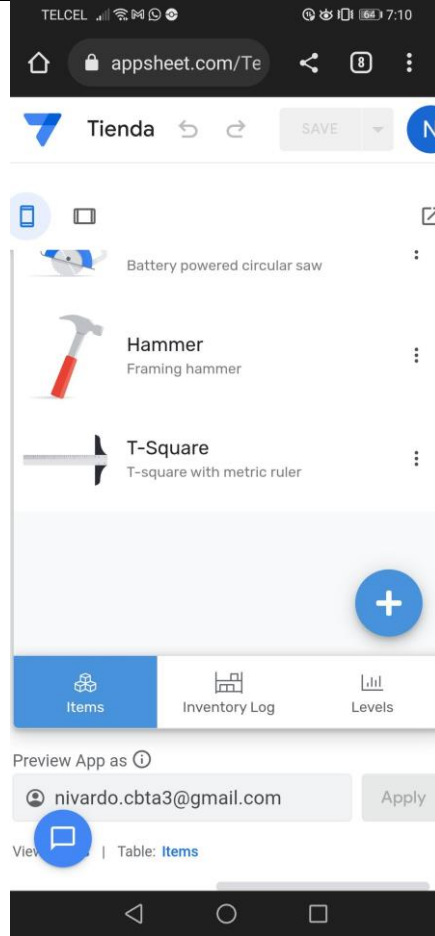 TELCEL 64 7:10
appsheet.com/Te 8
Tienda SAVE N
Battery powered circular saw
Hammer
Framing hammer
T-Square
T-square with metric ruler
Items Inventory Log Levels
Preview App as
nivardo.cbta3@gmail.com Apply
| Table: Items